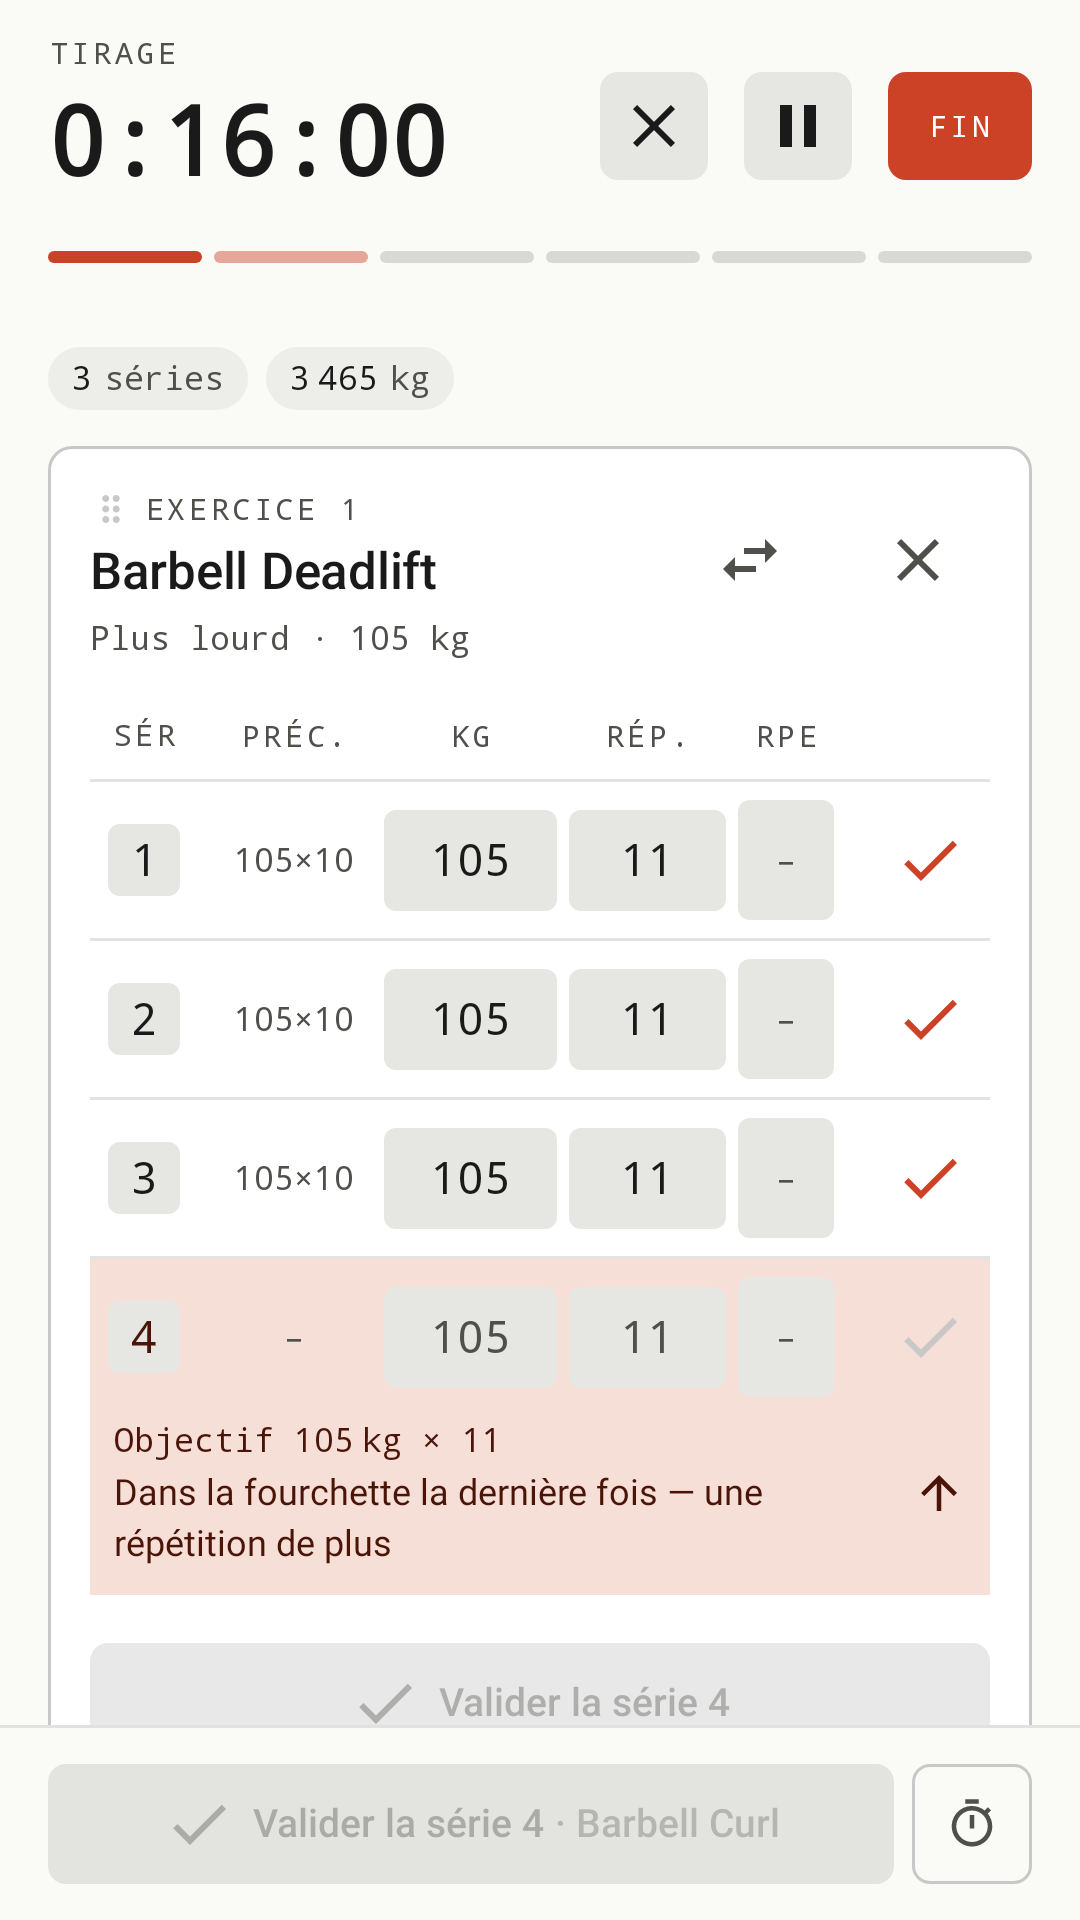 TIRAGE
0:16:00
FIN
3 séries
3 465 kg
EXERCICE 1
Barbell Deadlift
Plus lourd · 105 kg
SÉR PRÉC. KG RÉP. RPE
1 105×10 105 11 –
2 105×10 105 11 –
3 105×10 105 11 –
4 – 105 11 –
Objectif 105 kg × 11
Dans la fourchette la dernière fois — une
répétition de plus
Valider la série 4
Valider la série 4 · Barbell Curl